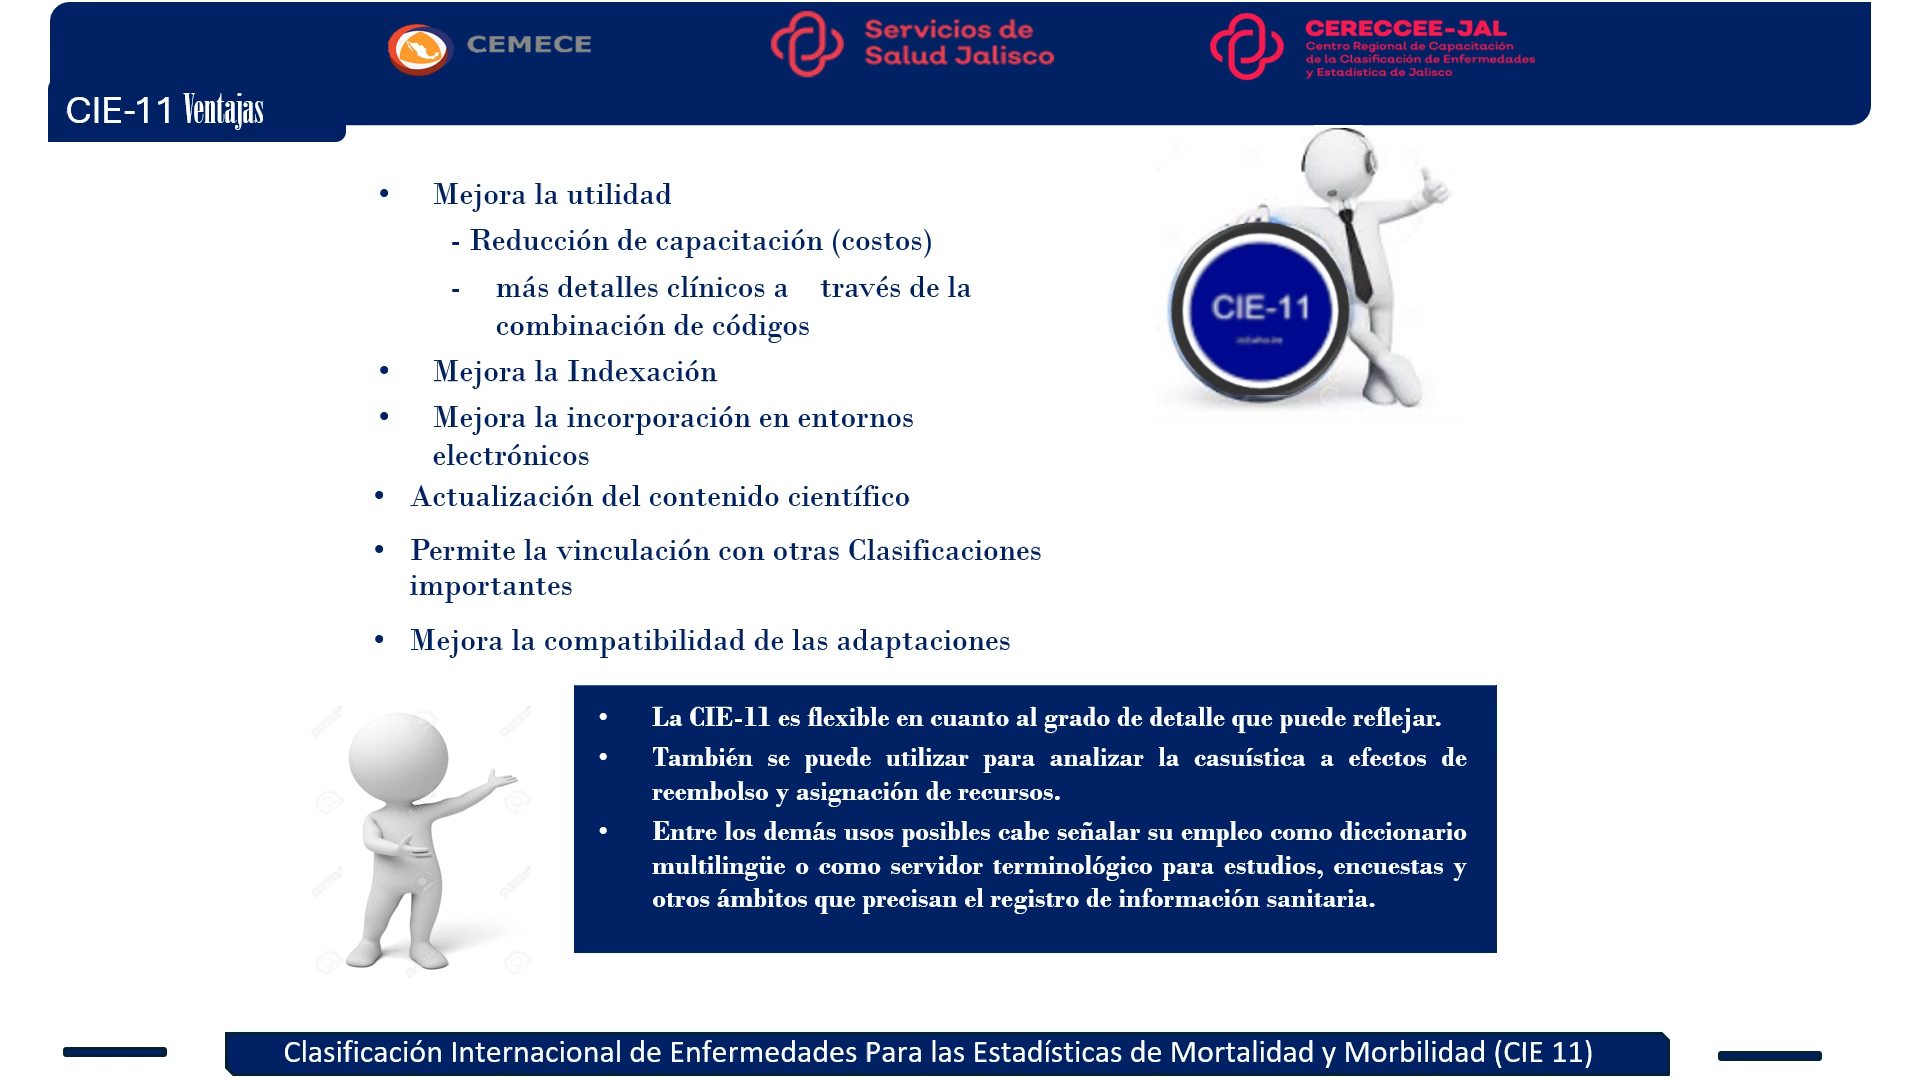 CEMECE
Servicios de
Salud Jalisco
CERECCEE-JAL
Centro Regional de Capacitación
de la Clasificación de Enfermedades
y Estadística de Jalisco
CIE-11 Ventajas
• Mejora la utilidad
- Reducción de capacitación (costos)
- más detalles clínicos a través de la
combinación de códigos
• Mejora la Indexación
• Mejora la incorporación en entornos
electrónicos
• Actualización del contenido científico
• Permite la vinculación con otras Clasificaciones
importantes
• Mejora la compatibilidad de las adaptaciones
CIE-11
• La CIE-11 es flexible en cuanto al grado de detalle que puede reflejar.
• También se puede utilizar para analizar la casuística a efectos de
reembolso y asignación de recursos.
• Entre los demás usos posibles cabe señalar su empleo como diccionario
multilingüe o como servidor terminológico para estudios, encuestas y
otros ámbitos que precisan el registro de información sanitaria.
Clasificación Internacional de Enfermedades Para las Estadísticas de Mortalidad y Morbilidad (CIE 11)